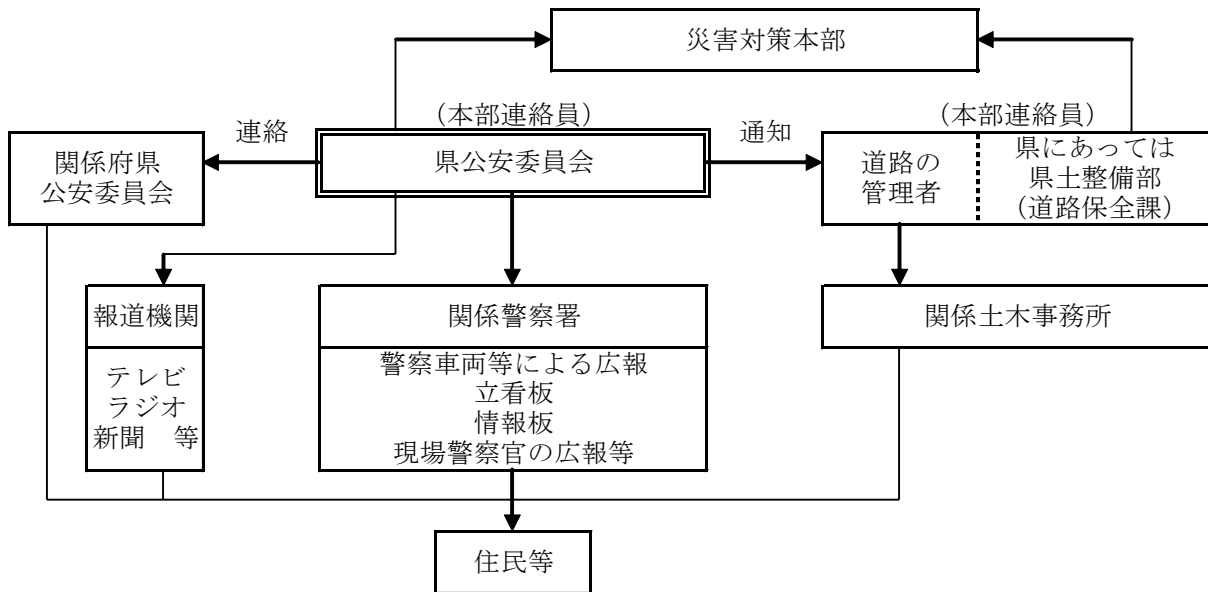 災害対策本部
（本部連絡員）
（本部連絡員）
連絡
通知
関係府県
公安委員会
県公安委員会
道路の
管理者
県にあっては
県土整備部
（道路保全課）
報道機関
テレビ
ラジオ
新聞　等
関係警察署
警察車両等による広報
立看板
情報板
現場警察官の広報等
関係土木事務所
住民等